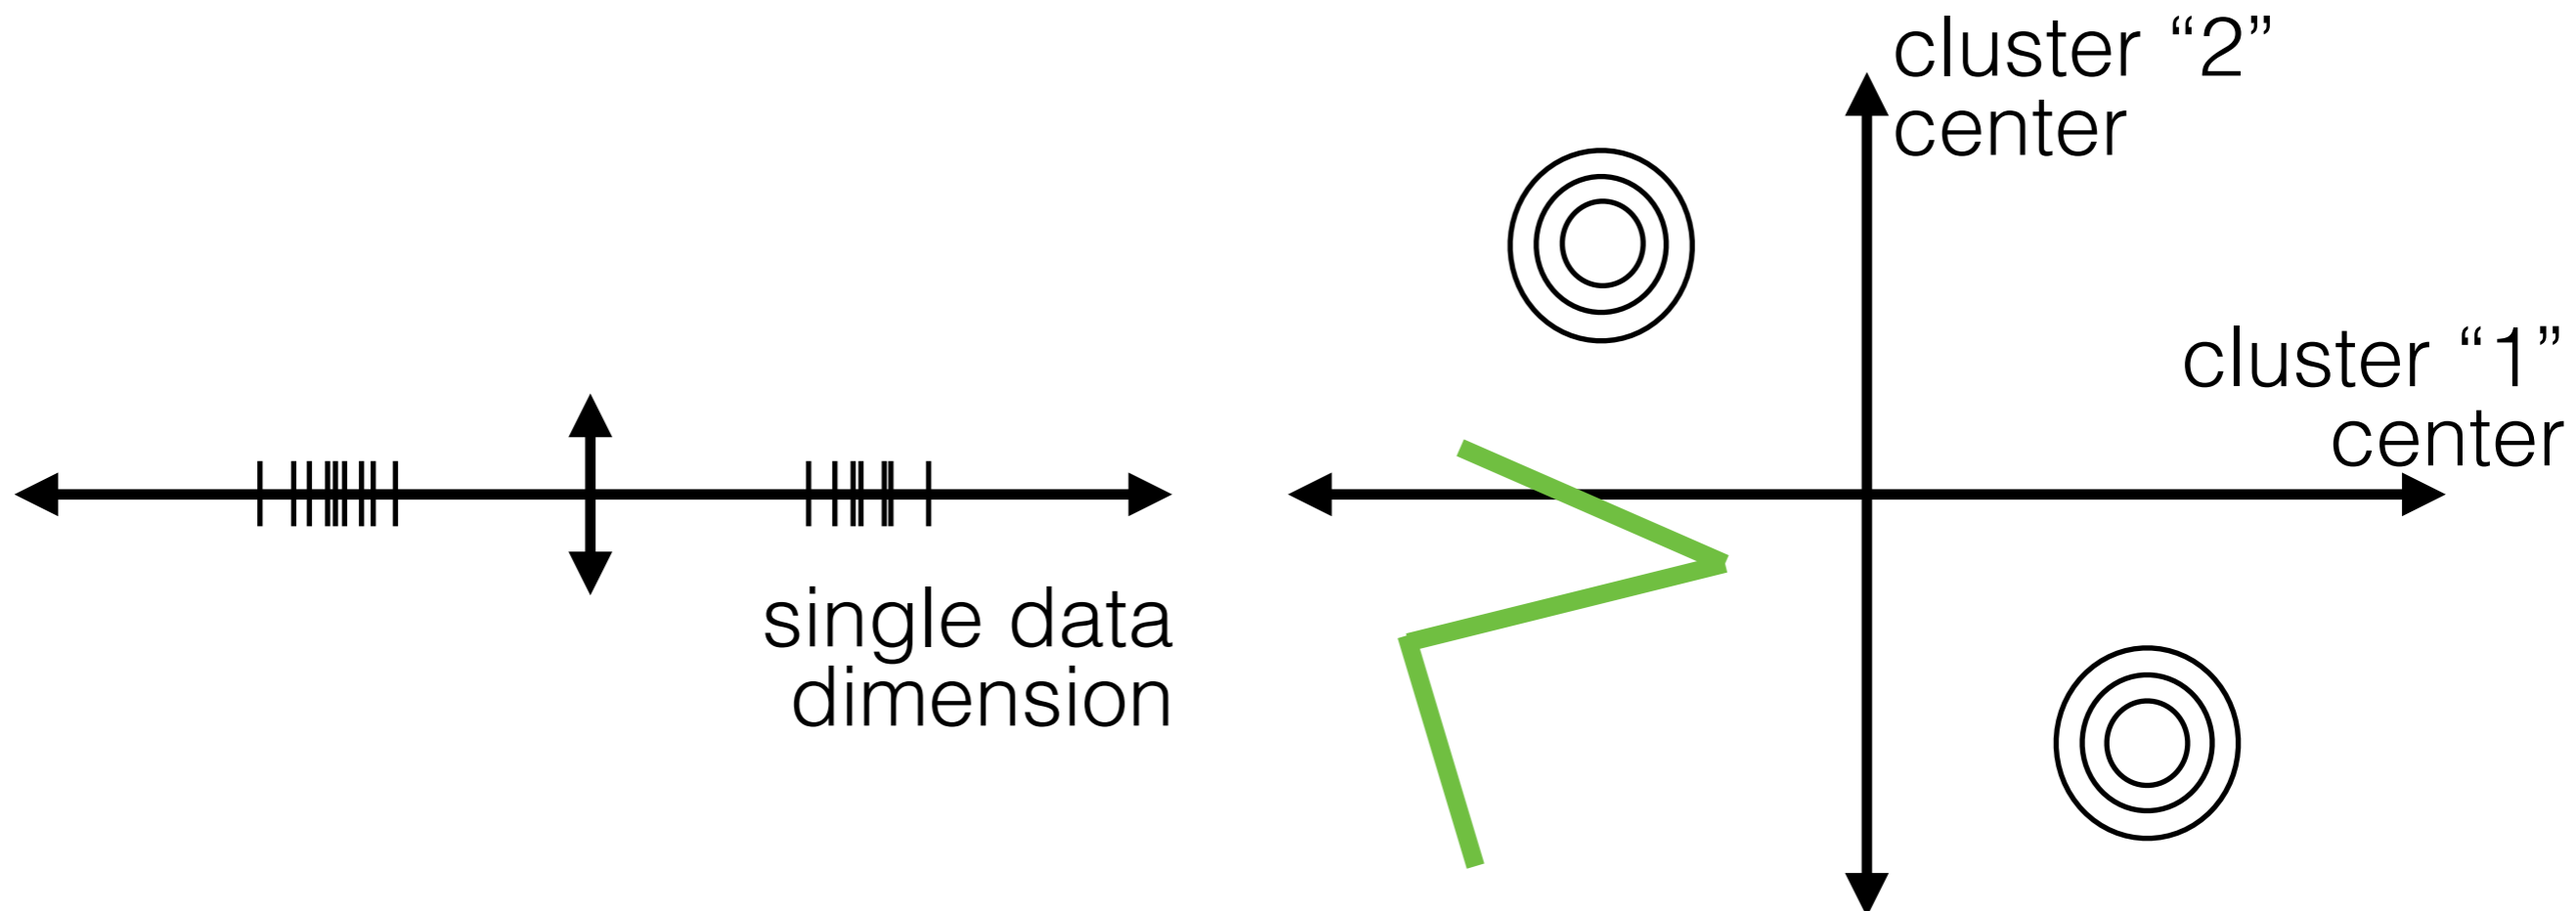 cluster “2”
center
cluster “1”
center
single data
dimension